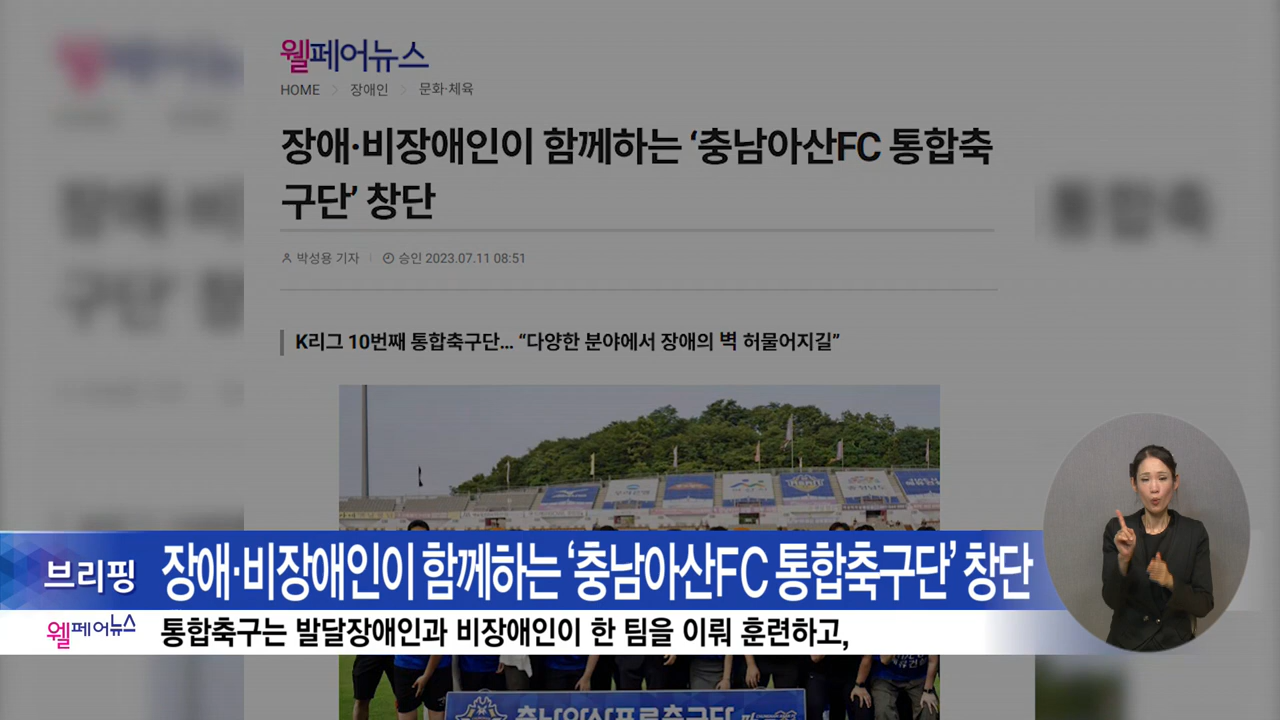 웰페어뉴스
HOME > 장애인 > 문화·체육
장애·비장애인이 함께하는 ‘충남아산FC 통합축
구단’ 창단
박성용 기자 | 승인 2023.07.11 08:51
K리그 10번째 통합축구단... “다양한 분야에서 장애의 벽 허물어지길”
브리핑 장애·비장애인이 함께하는 ‘충남아산FC 통합축구단’ 창단
웰페어뉴스 통합축구는 발달장애인과 비장애인이 한 팀을 이뤄 훈련하고,